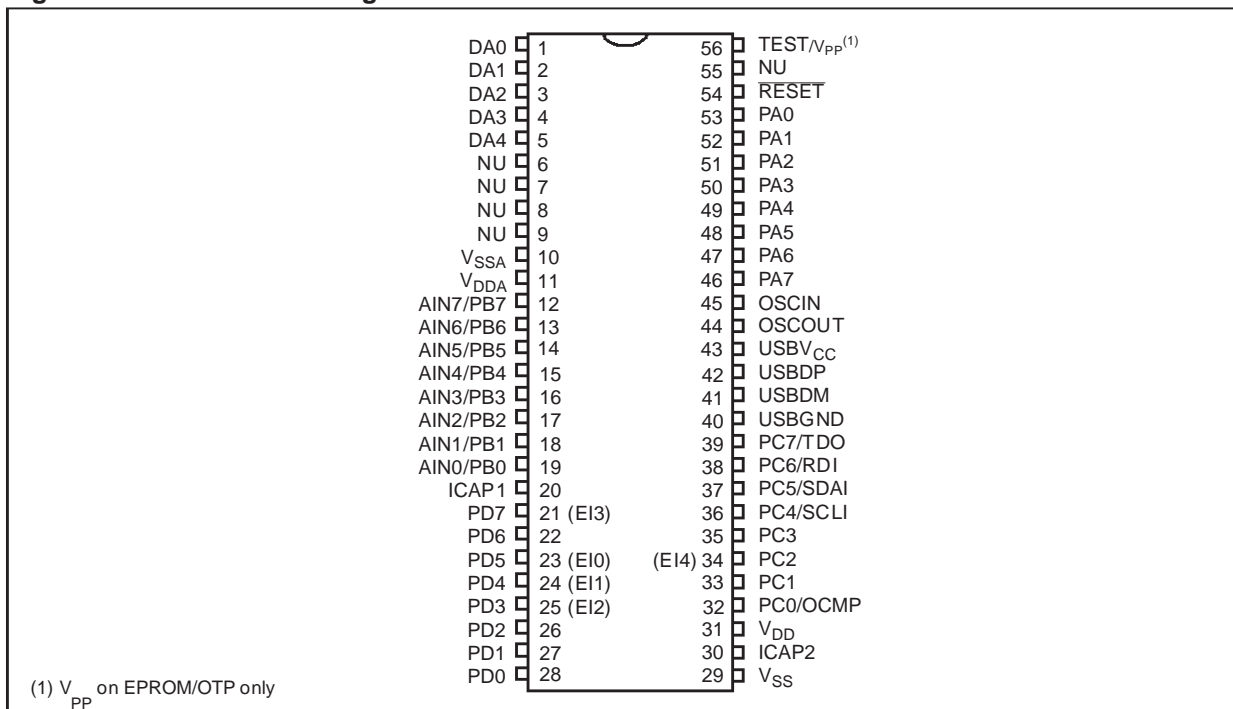 DA0 1 56 TEST/VPP(1)
DA1 2 55 NU
DA2 3 54 RESET
DA3 4 53 PA0
DA4 5 52 PA1
NU 6 51 PA2
NU 7 50 PA3
NU 8 49 PA4
NU 9 48 PA5
VSSA 10 47 PA6
VDDA 11 46 PA7
AIN7/PB7 12 45 OSCIN
AIN6/PB6 13 44 OSCOUT
AIN5/PB5 14 43 USBVCC
AIN4/PB4 15 42 USBDP
AIN3/PB3 16 41 USBDM
AIN2/PB2 17 40 USBGND
AIN1/PB1 18 39 PC7/TDO
AIN0/PB0 19 38 PC6/RDI
ICAP1 20 37 PC5/SDAI
PD7 21 (EI3) 36 PC4/SCLI
PD6 22 35 PC3
PD5 23 (EI0) (EI4) 34 PC2
PD4 24 (EI1) 33 PC1
PD3 25 (EI2) 32 PC0/OCMP
PD2 26 31 VDD
PD1 27 30 ICAP2
PD0 28 29 VSS
(1) VPP on EPROM/OTP only